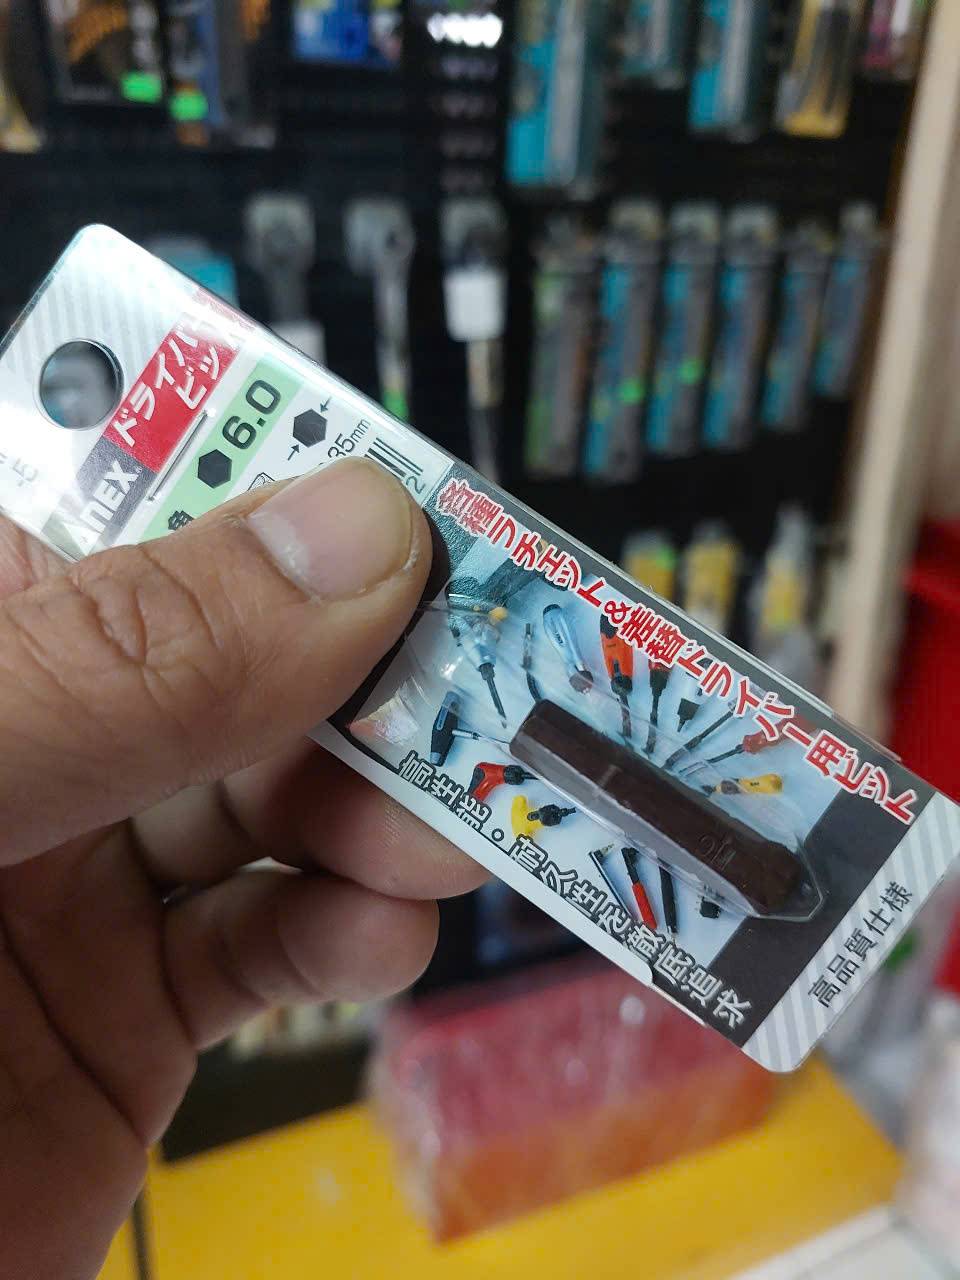 ドライバー
ビット
ANEX
6.0
35mm
2
各種ラチェット&差替ドライバー用ビット
高性能・耐久性を徹底追求
高品質仕様